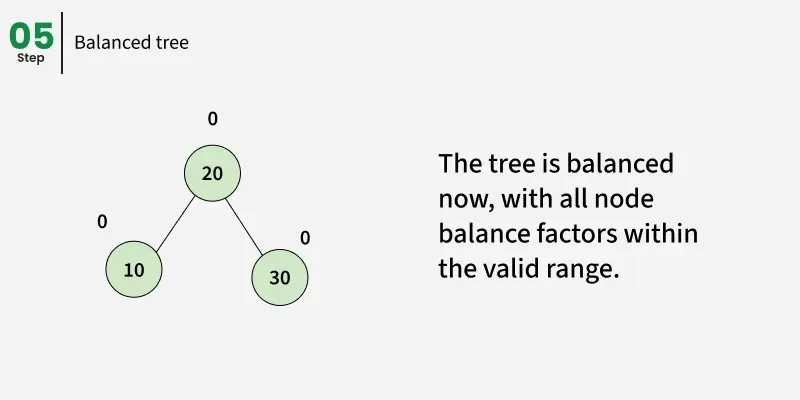 05
Step
Balanced tree
0
20
0
0
10
30
The tree is balanced
now, with all node
balance factors within
the valid range.